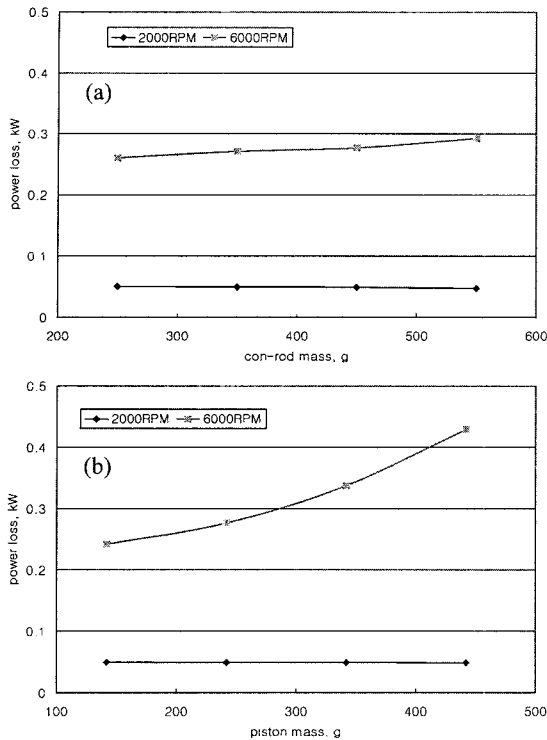 0.5
2000RPM 6000RPM
0.4
(a)
0.3
0.2
0.1
0
power loss, kW
200 300 400 500 600
con-rod mass, g
0.5
2000RPM 6000RPM
0.4
(b)
0.3
0.2
0.1
0
power loss, kW
100 200 300 400 500
piston mass, g